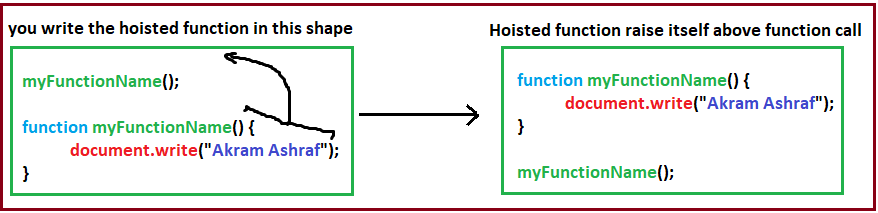 you write the hoisted function in this shape
myFunctionName();
function myFunctionName() {
document.write("Akram Ashraf");
}
Hoisted function raise itself above function call
function myFunctionName() {
document.write("Akram Ashraf");
}
myFunctionName();